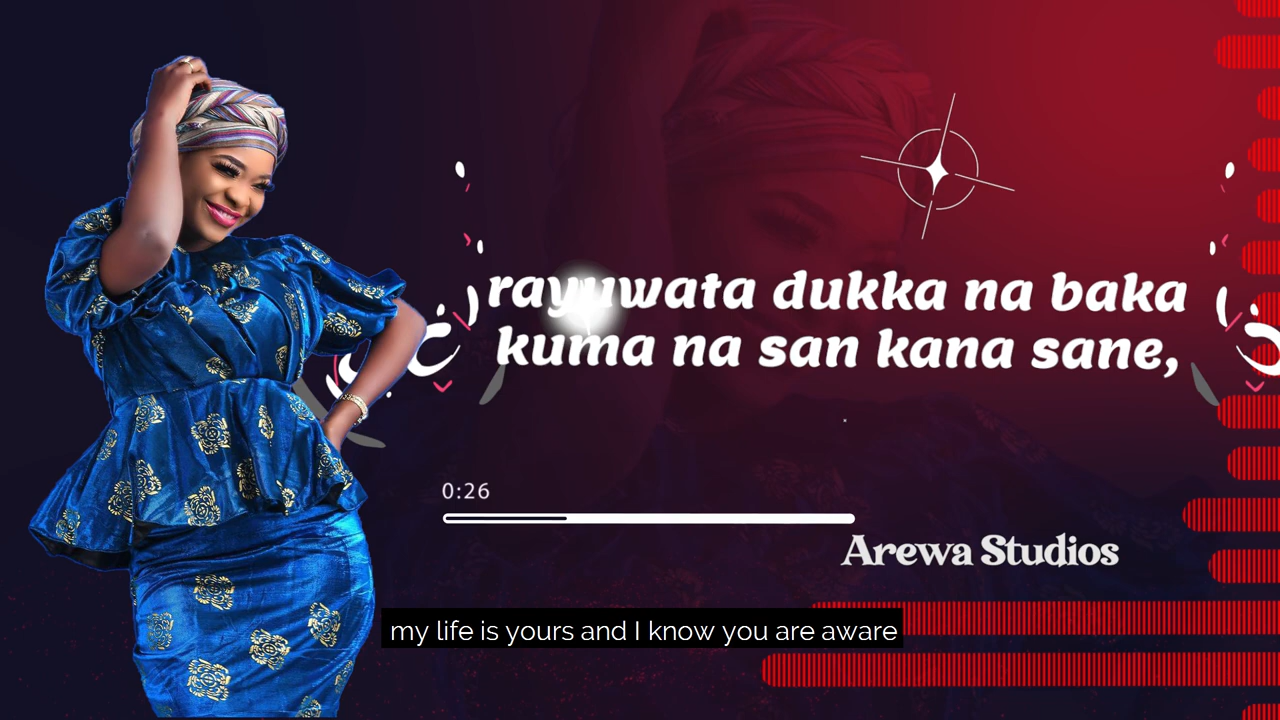 rayuwata dukka na baka
kuma na san kana sane,
0:26
Arewa Studios
my life is yours and I know you are aware